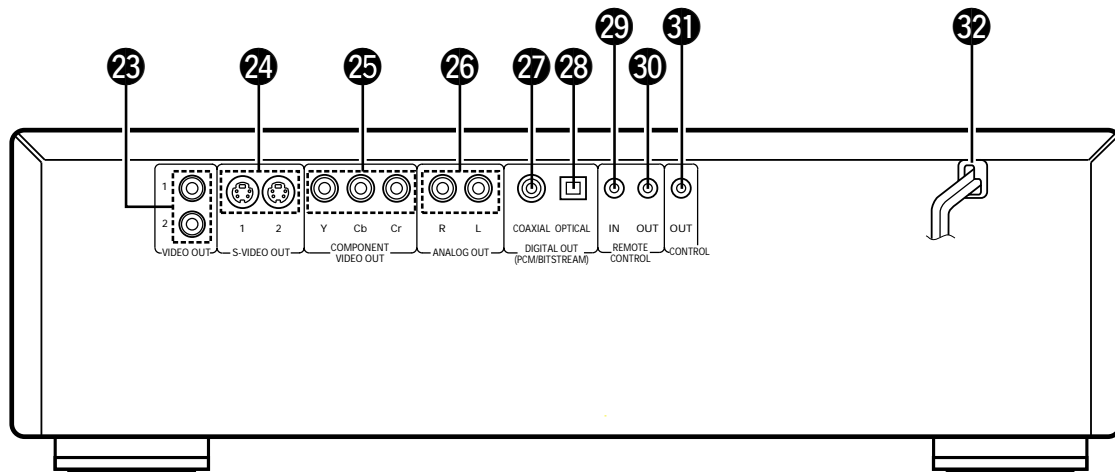 23 24 25 26 27 28 29 30 31 32
1
2
VIDEO OUT
1 2
S-VIDEO OUT
Y Cb Cr
COMPONENT
VIDEO OUT
R L
ANALOG OUT
COAXIAL OPTICAL
DIGITAL OUT
(PCM/BITSTREAM)
IN OUT
REMOTE
CONTROL
OUT
CONTROL